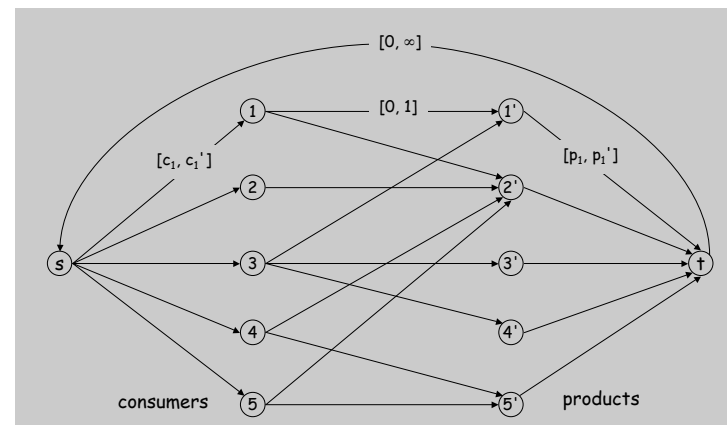 [0, ∞]
1 [0, 1] 1'
[c1, c1'] [p1, p1']
2 2'
s 3 3' t
4 4'
consumers 5 5' products